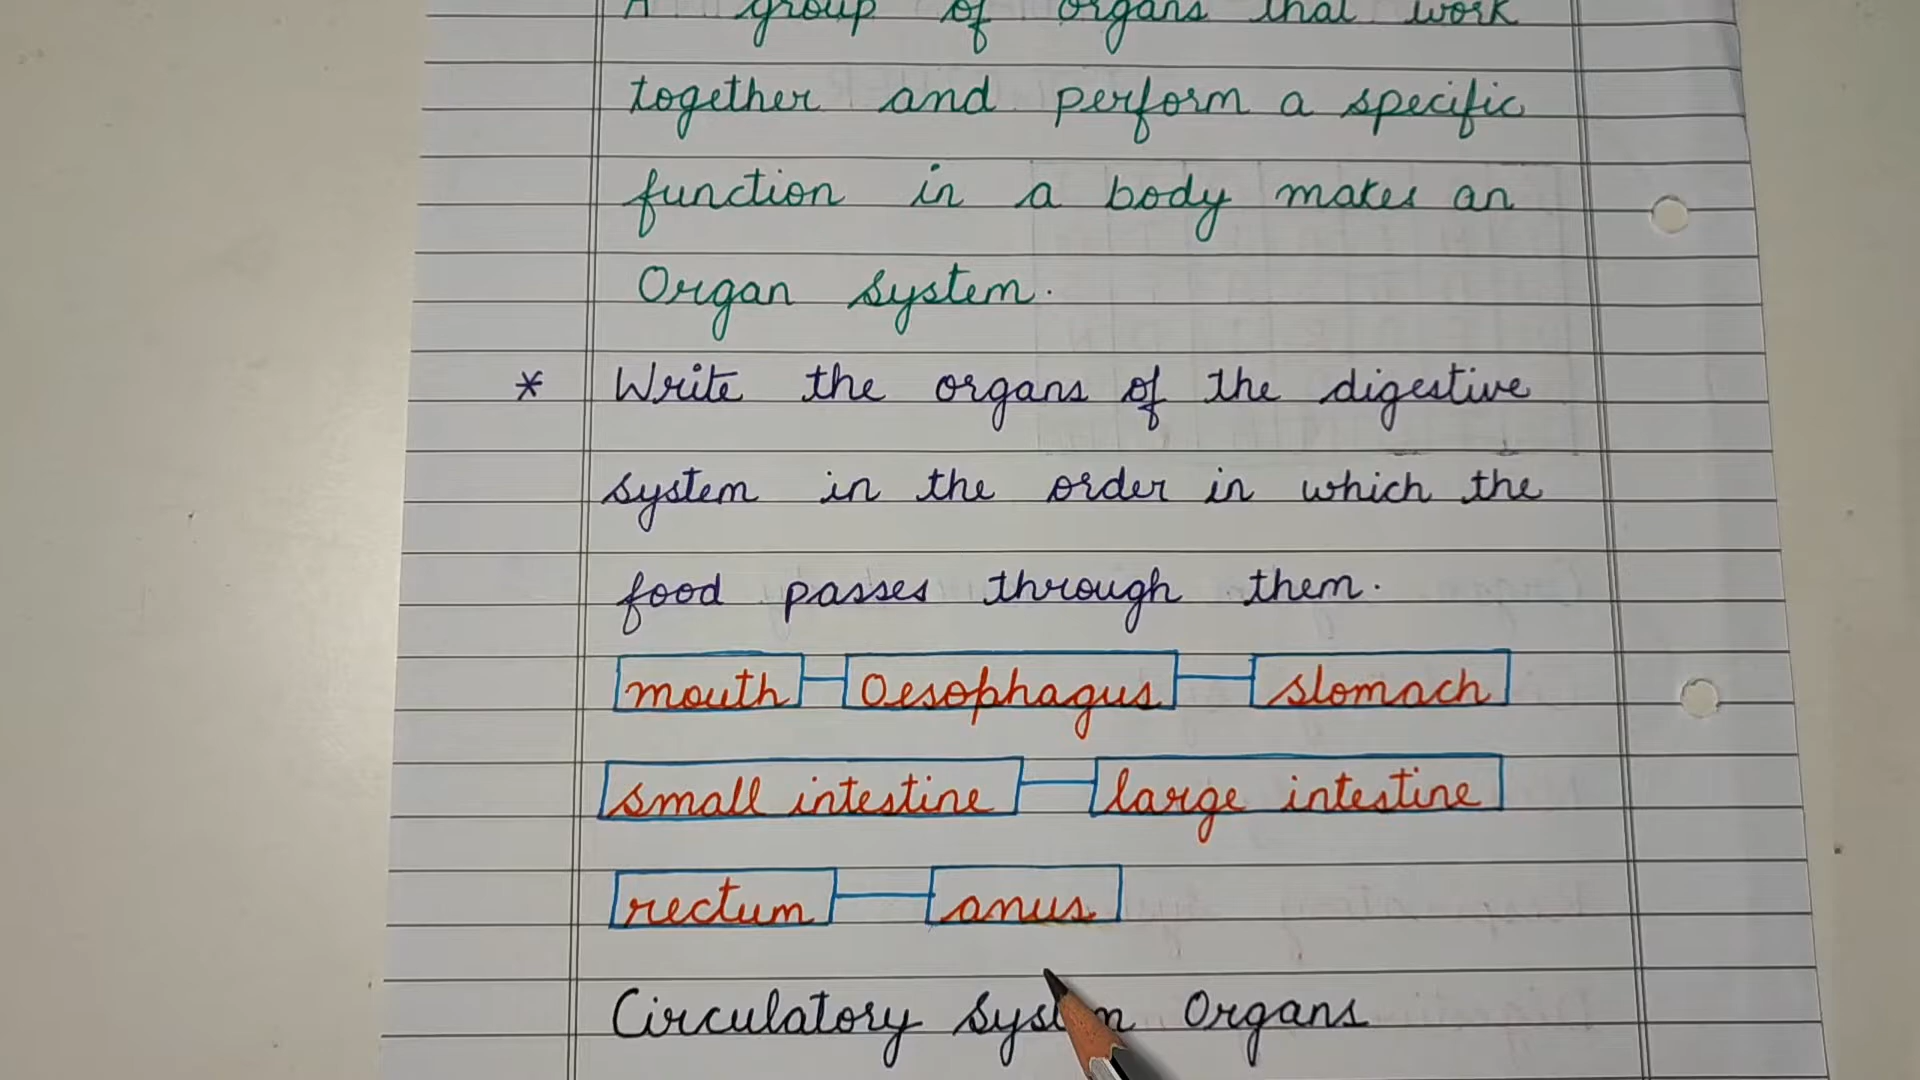 A group of organs that work
together and perform a specific
function in a body makes an
Organ system.
* Write the organs of the digestive
system in the order in which the
food passes through them.
mouth Oesophagus stomach
small intestine large intestine
rectum anus
Circulatory System Organs